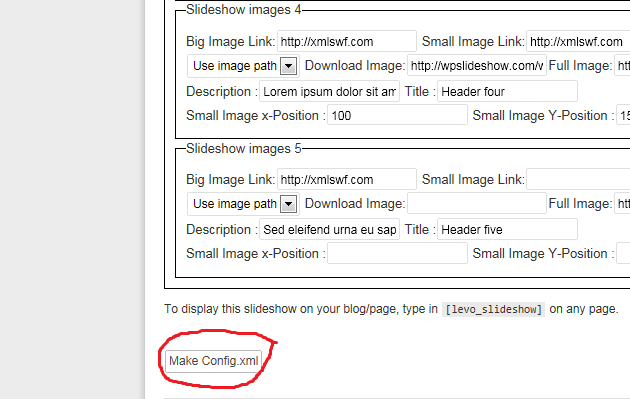 Slideshow images 4
Big Image Link: http://xmlswf.com Small Image Link: http://xmlswf.com
Use image path Download Image: http://wpslideshow.com/w Full Image: ht
Description : Lorem ipsum dolor sit am Title : Header four
Small Image x-Position : 100 Small Image Y-Position : 15
Slideshow images 5
Big Image Link: http://xmlswf.com Small Image Link:
Use image path Download Image: Full Image: ht
Description : Sed eleifend urna eu sap Title : Header five
Small Image x-Position : Small Image Y-Position :
To display this slideshow on your blog/page, type in [levo_slideshow] on any page.
Make Config.xml